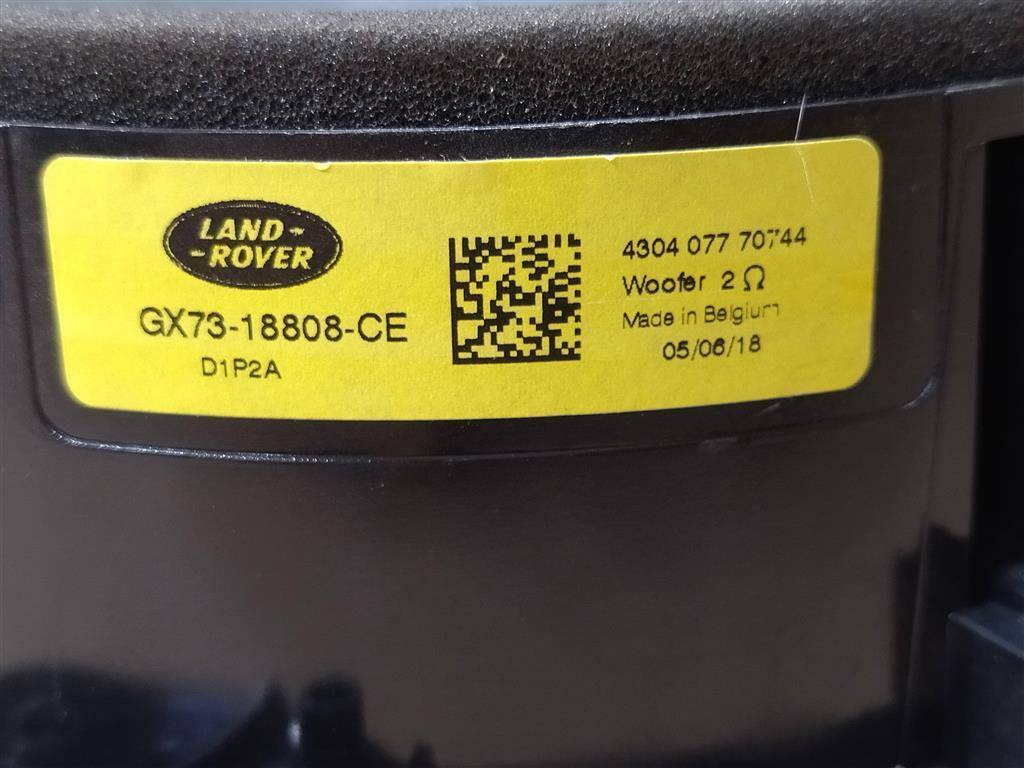 LAND-
-ROVER
GX73-18808-CE
D1P2A
4304 077 70744
Woofer 2 Ω
Made in Belgium
05/06/18